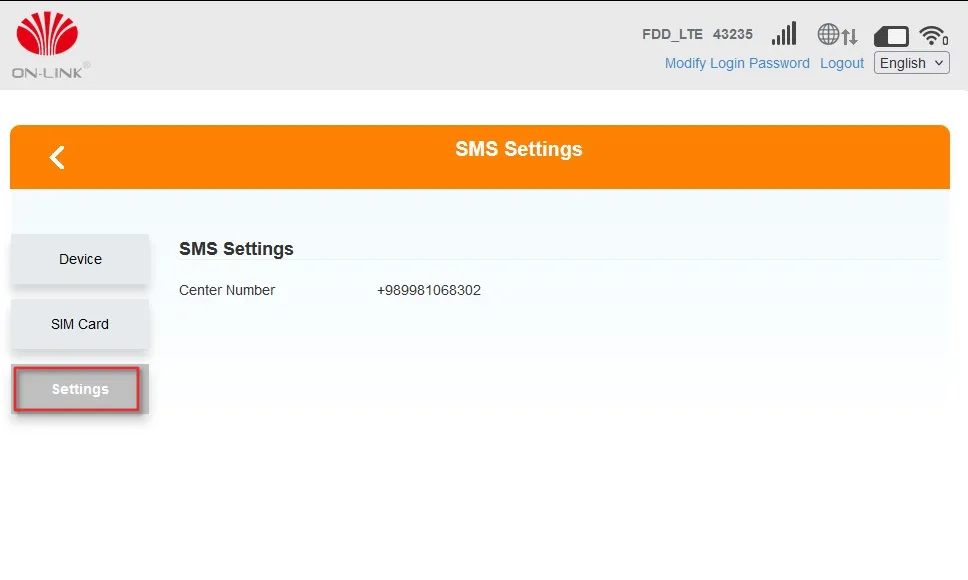 FDD_LTE 43235
ON-LINK®
Modify Login Password Logout English
SMS Settings
Device
SMS Settings
Center Number +989981068302
SIM Card
Settings